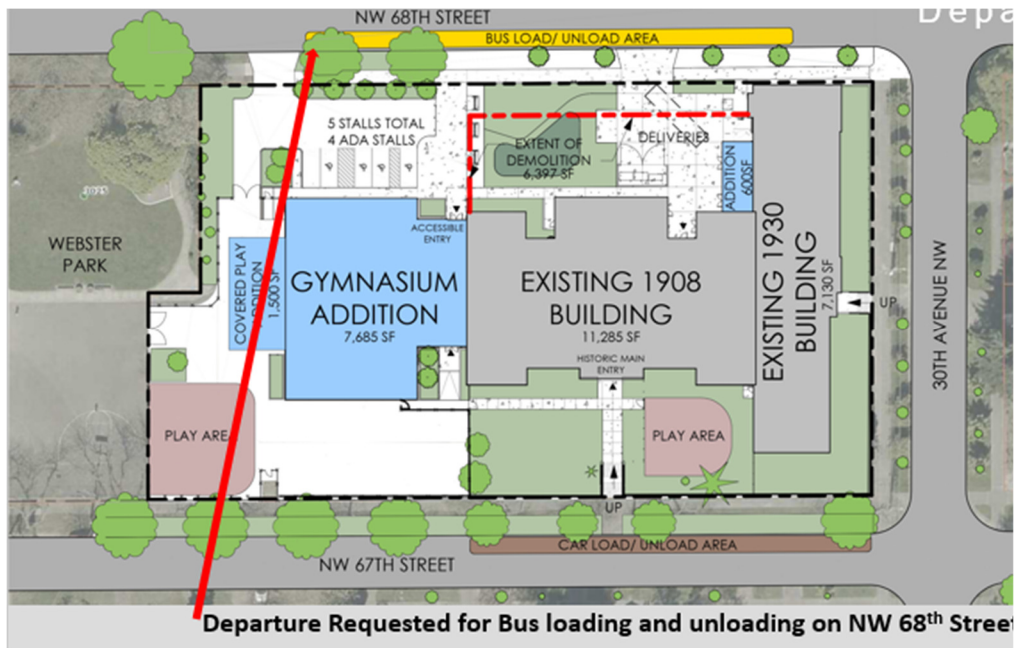 Depa
NW 68TH STREET
BUS LOAD/ UNLOAD AREA
5 STALLS TOTAL
4 ADA STALLS
EXTENT OF
DEMOLITION
6,397 SF
DELIVERIES
ADDITION
600SF
WEBSTER
PARK
ACCESSIBLE
ENTRY
COVERED PLAY
ADDITION
1,500 SF
GYMNASIUM
ADDITION
7,685 SF
EXISTING 1908
BUILDING
11,285 SF
HISTORIC MAIN
ENTRY
EXISTING 1930
BUILDING
7,130 SF
UP
30TH AVENUE NW
PLAY AREA
PLAY AREA
UP
CAR LOAD/ UNLOAD AREA
NW 67TH STREET
Departure Requested for Bus loading and unloading on NW 68th Street